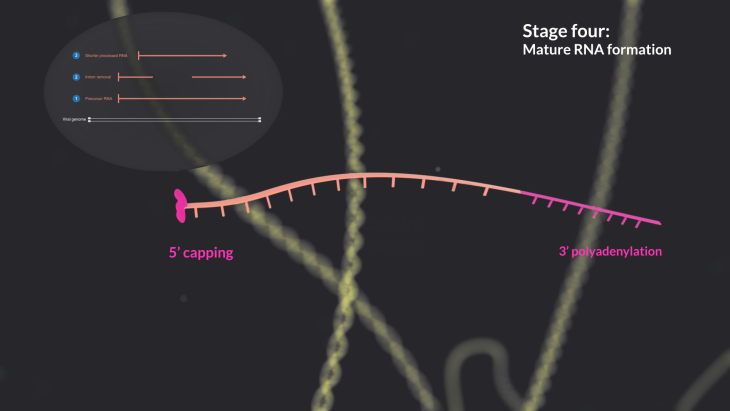 Stage four:
Mature RNA formation
3 Shorter processed RNA
2 Intron removal
1 Precursor RNA
Viral genome
5' capping
3' polyadenylation